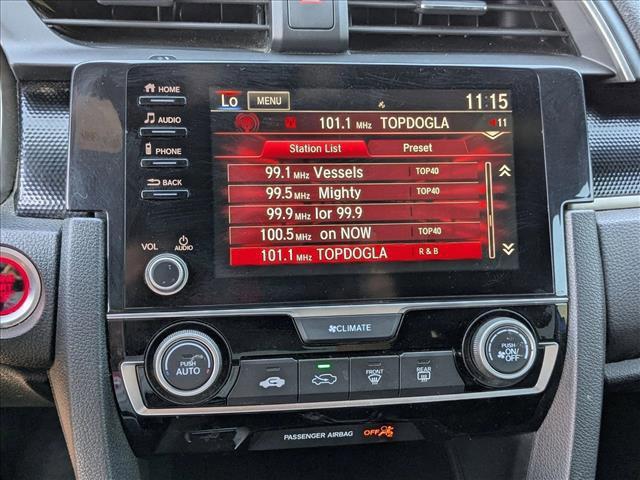 HOME
AUDIO
PHONE
BACK
VOL AUDIO
Lo MENU 11:15
101.1 MHz TOPDOGLA 11
Station List Preset
99.1 MHz Vessels TOP40
99.5 MHz Mighty TOP40
99.9 MHz lor 99.9
100.5 MHz on NOW TOP40
101.1 MHz TOPDOGLA R & B
CLIMATE
PUSH AUTO
FRONT
REAR
PUSH ON/OFF
PASSENGER AIRBAG OFF